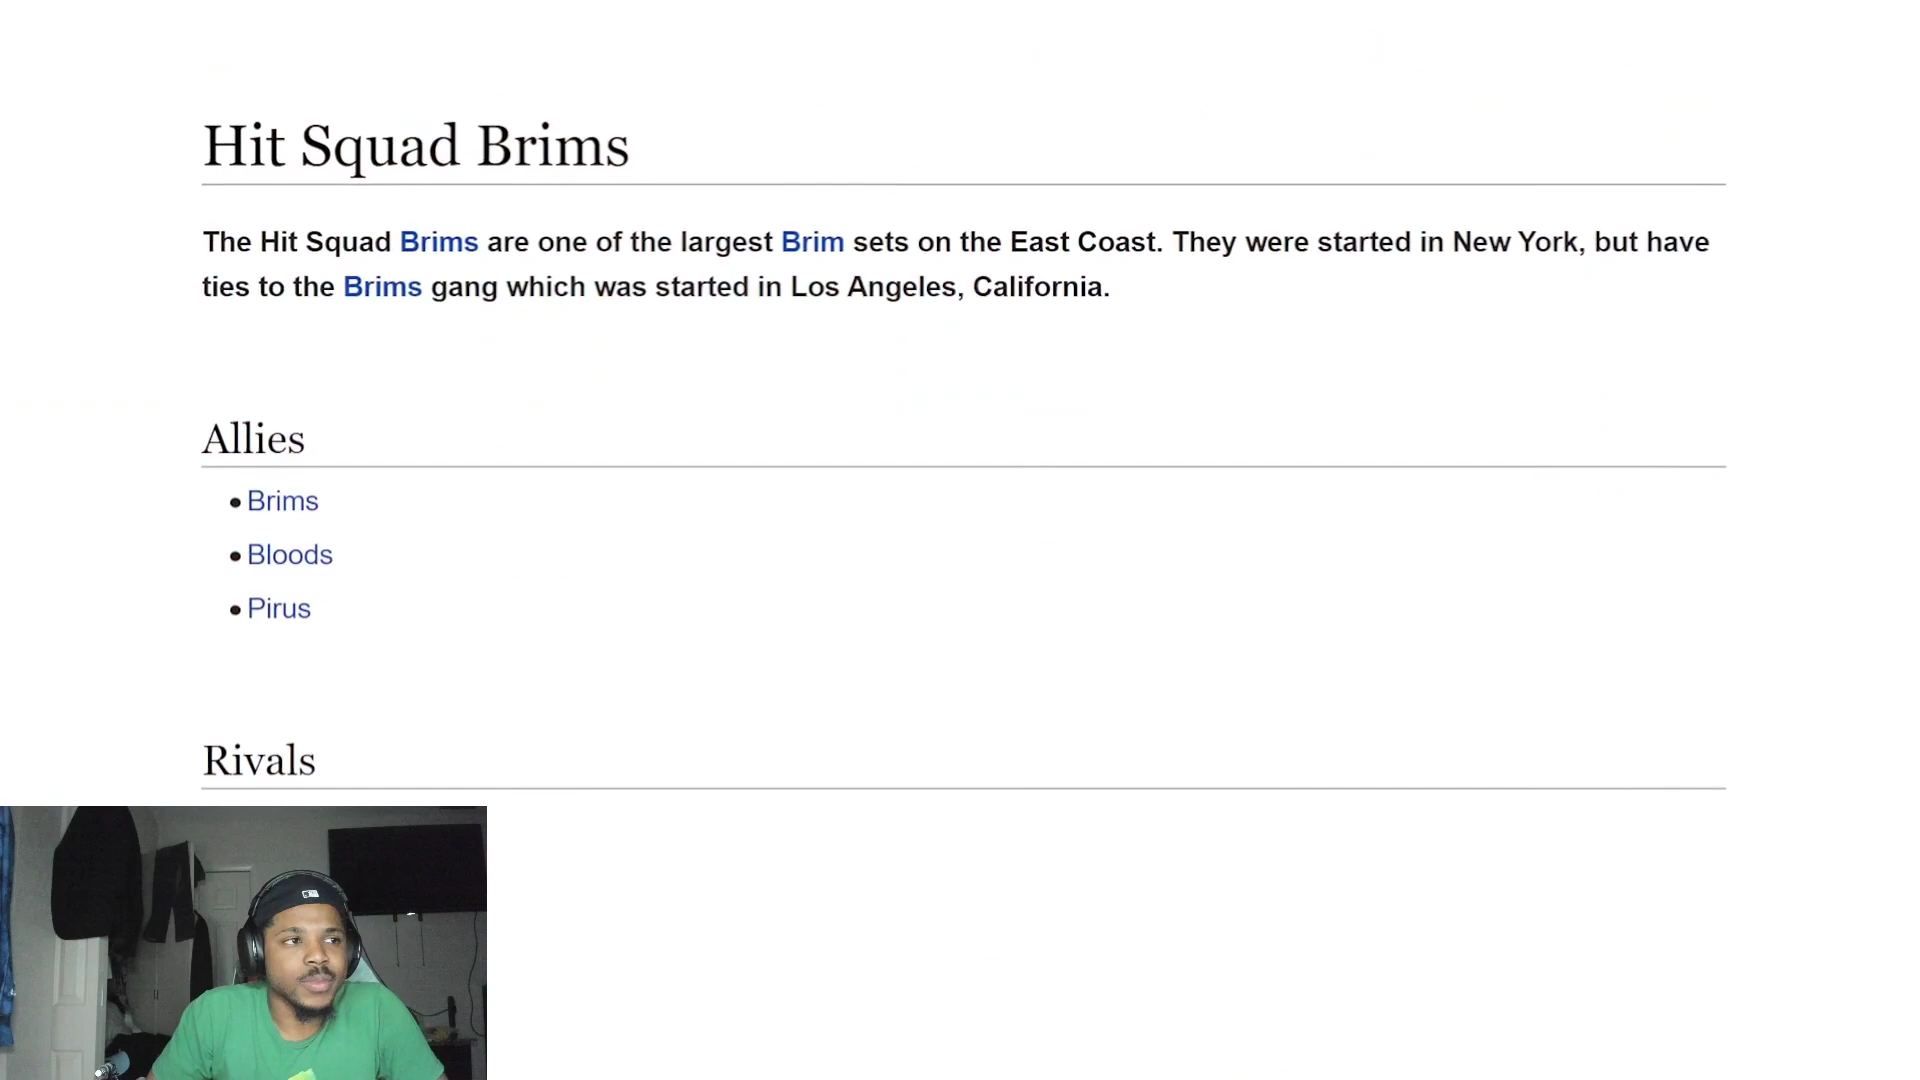 Hit Squad Brims
The Hit Squad Brims are one of the largest Brim sets on the East Coast. They were started in New York, but have
ties to the Brims gang which was started in Los Angeles, California.
Allies
• Brims
• Bloods
• Pirus
Rivals